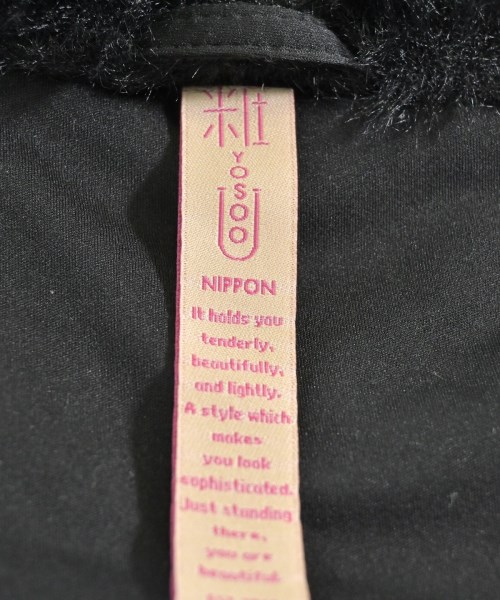 粧
YOSOO
NIPPON
It holds you
tenderly,
beautifully,
and lightly.
A style which
makes
you look
sophisticated.
Just standing
there,
you are
beautiful.